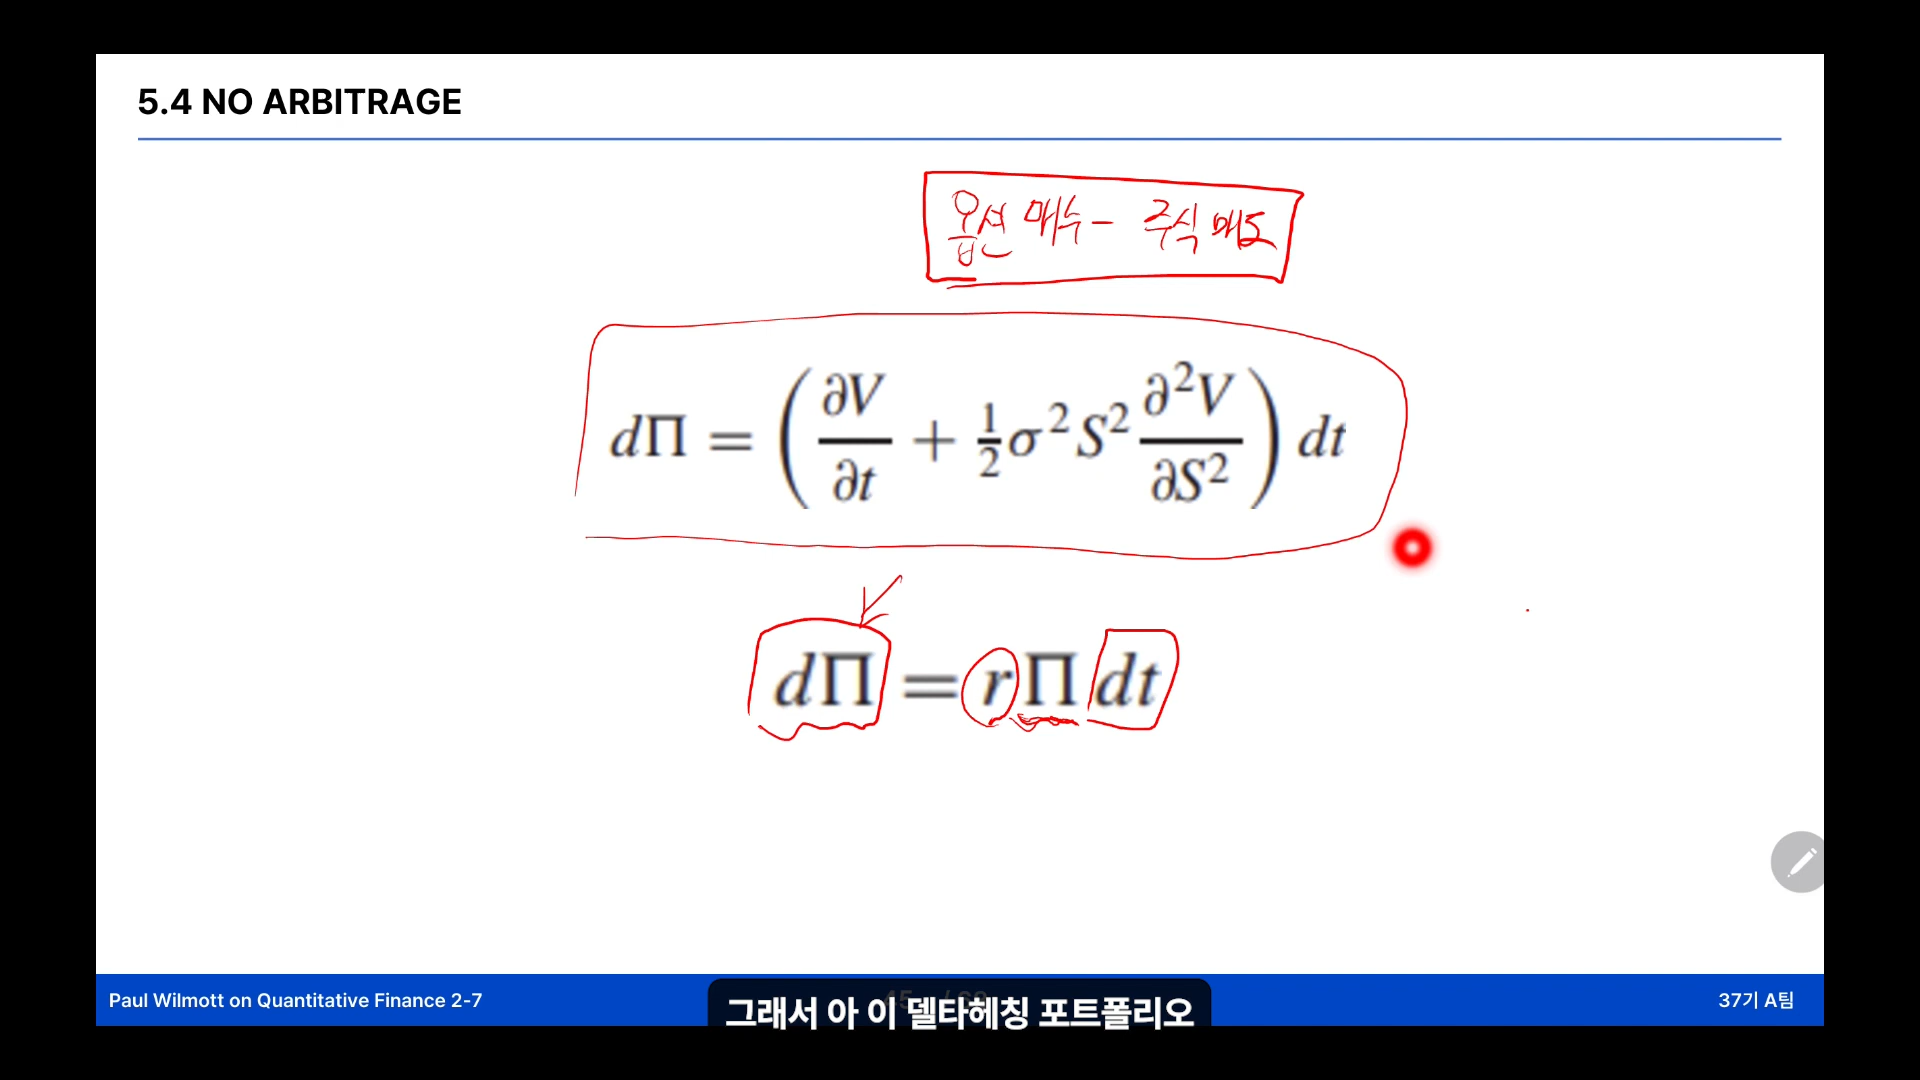 5.4 NO ARBITRAGE
옵션 매수 - 주식 매도
dΠ = (∂V/∂t + ½σ²S² ∂²V/∂S²) dt
dΠ = rΠ dt
Paul Wilmott on Quantitative Finance 2-7
그래서 아 이 델타헤징 포트폴리오
37기 A팀